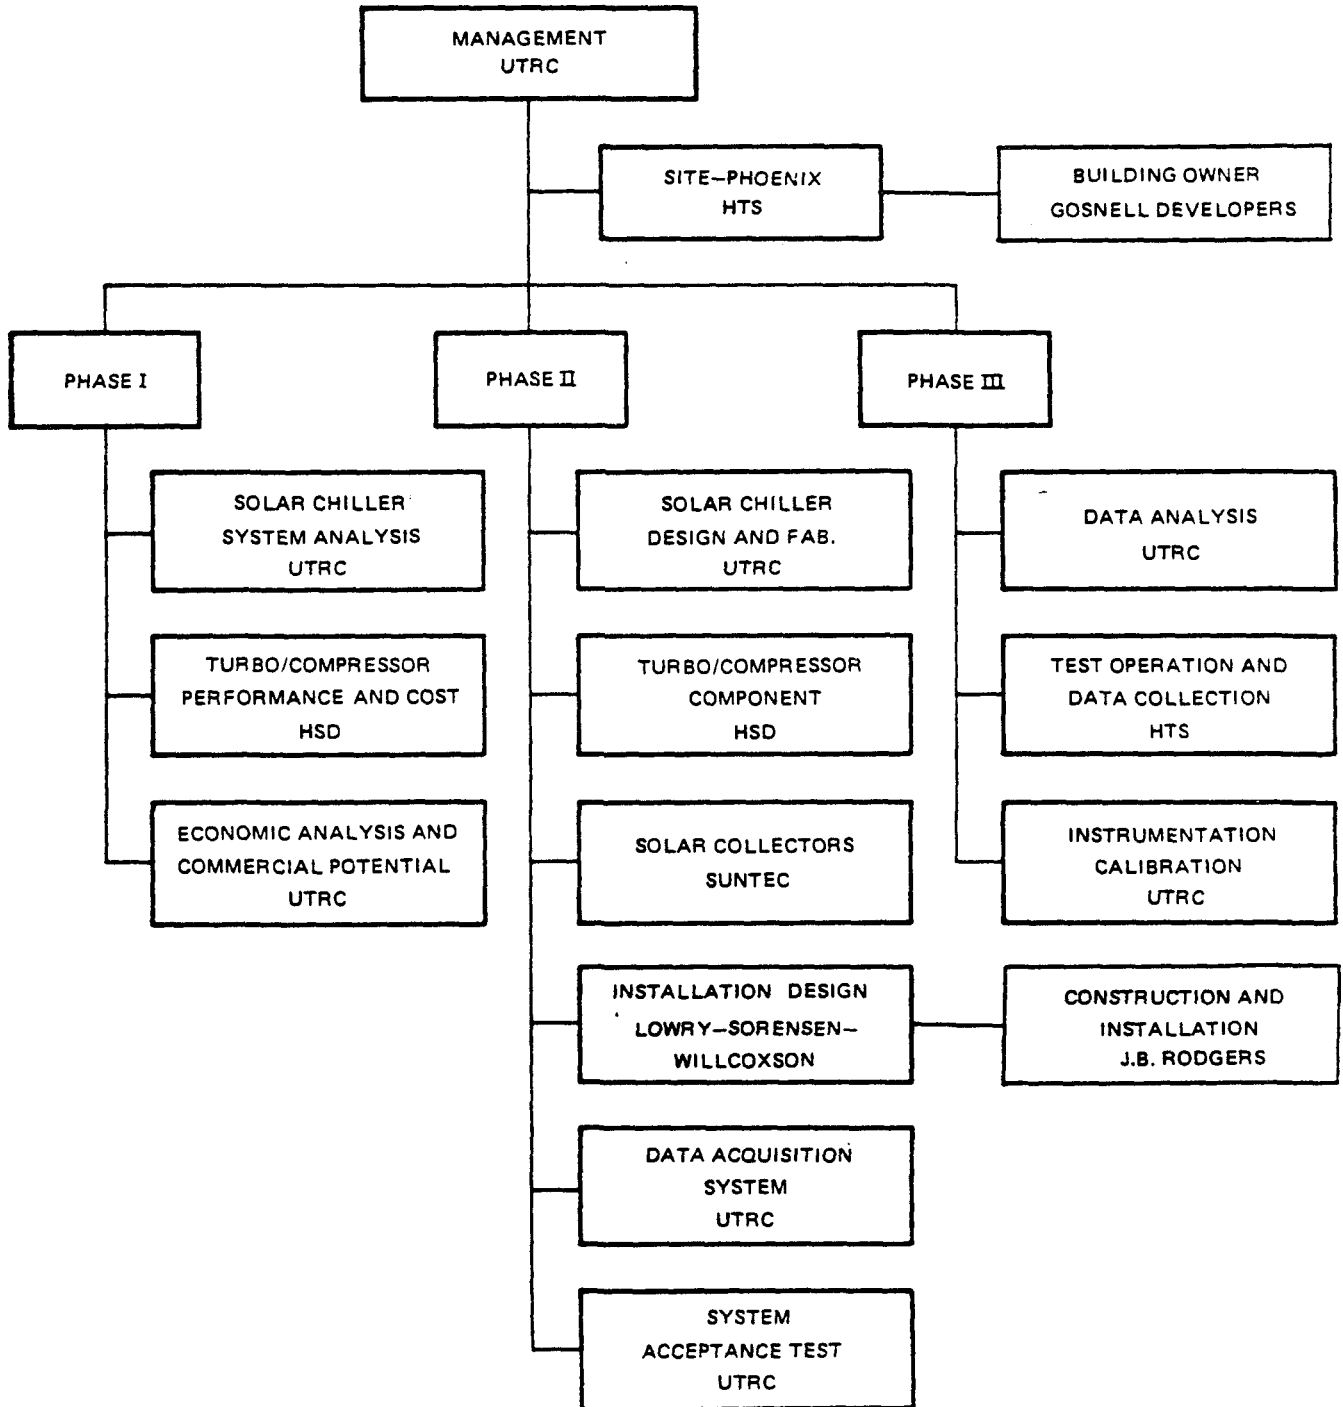 MANAGEMENT
UTRC
SITE–PHOENIX
HTS
BUILDING OWNER
GOSNELL DEVELOPERS
PHASE I
PHASE II
PHASE III
SOLAR CHILLER
SYSTEM ANALYSIS
UTRC
TURBO/COMPRESSOR
PERFORMANCE AND COST
HSD
ECONOMIC ANALYSIS AND
COMMERCIAL POTENTIAL
UTRC
SOLAR CHILLER
DESIGN AND FAB.
UTRC
TURBO/COMPRESSOR
COMPONENT
HSD
SOLAR COLLECTORS
SUNTEC
INSTALLATION DESIGN
LOWRY–SORENSEN–
WILLCOXSON
CONSTRUCTION AND
INSTALLATION
J.B. RODGERS
DATA ACQUISITION
SYSTEM
UTRC
SYSTEM
ACCEPTANCE TEST
UTRC
DATA ANALYSIS
UTRC
TEST OPERATION AND
DATA COLLECTION
HTS
INSTRUMENTATION
CALIBRATION
UTRC